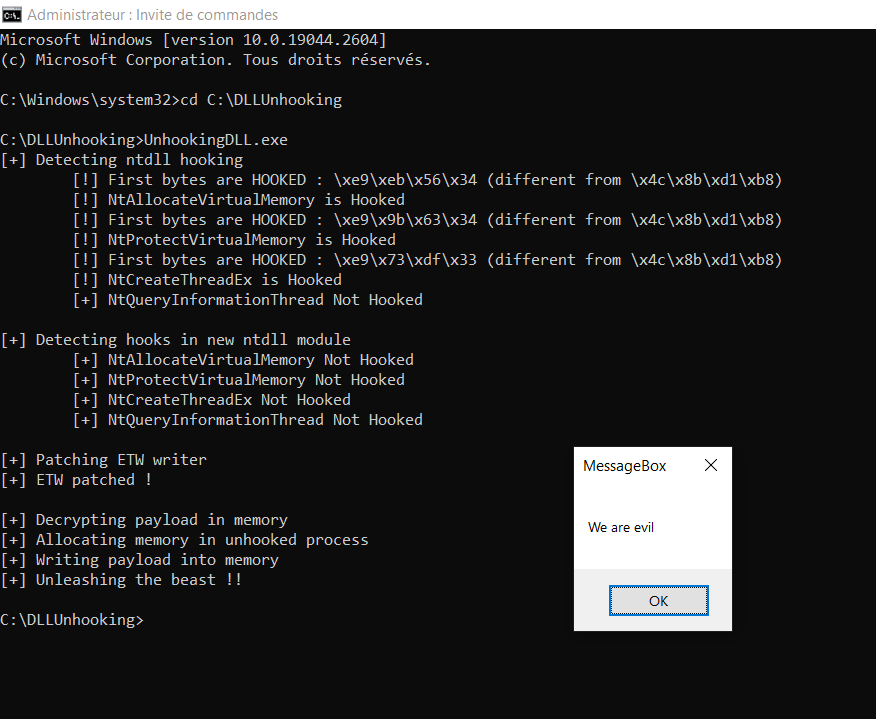 Administrateur : Invite de commandes
Microsoft Windows [version 10.0.19044.2604]
(c) Microsoft Corporation. Tous droits réservés.
C:\Windows\system32>cd C:\DLLUnhooking
C:\DLLUnhooking>UnhookingDLL.exe
[+] Detecting ntdll hooking
[!] First bytes are HOOKED : \xe9\xeb\x56\x34 (different from \x4c\x8b\xd1\xb8)
[!] NtAllocateVirtualMemory is Hooked
[!] First bytes are HOOKED : \xe9\x9b\x63\x34 (different from \x4c\x8b\xd1\xb8)
[!] NtProtectVirtualMemory is Hooked
[!] First bytes are HOOKED : \xe9\x73\xdf\x33 (different from \x4c\x8b\xd1\xb8)
[!] NtCreateThreadEx is Hooked
[+] NtQueryInformationThread Not Hooked
[+] Detecting hooks in new ntdll module
[+] NtAllocateVirtualMemory Not Hooked
[+] NtProtectVirtualMemory Not Hooked
[+] NtCreateThreadEx Not Hooked
[+] NtQueryInformationThread Not Hooked
[+] Patching ETW writer
[+] ETW patched !
[+] Decrypting payload in memory
[+] Allocating memory in unhooked process
[+] Writing payload into memory
[+] Unleashing the beast !!
C:\DLLUnhooking>
MessageBox
We are evil
OK